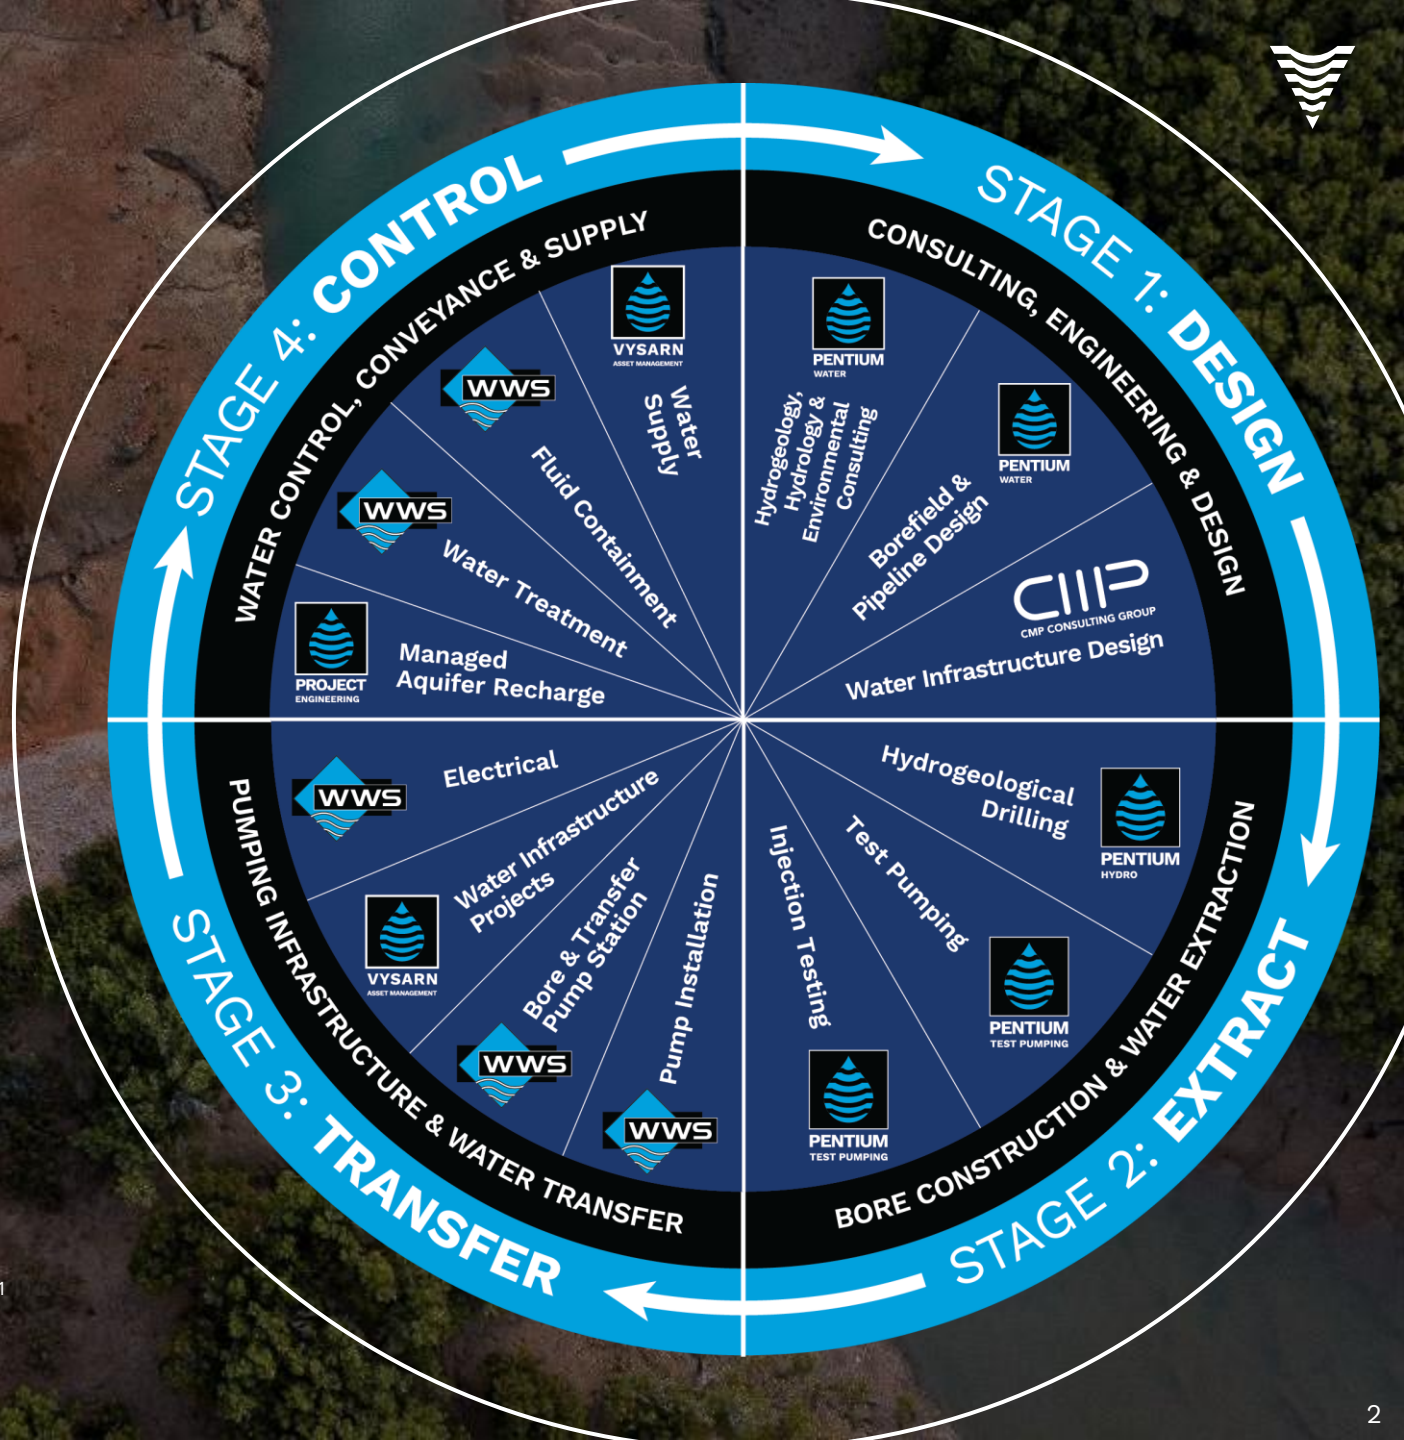 STAGE 1: DESIGN
CONSULTING, ENGINEERING & DESIGN
PENTIUM
WATER
Hydrogeology,
Hydrology &
Environmental
Consulting
PENTIUM
WATER
Borefield &
Pipeline Design
CMP
CMP CONSULTING GROUP
Water Infrastructure Design
STAGE 2: EXTRACT
BORE CONSTRUCTION & WATER EXTRACTION
Hydrogeological
Drilling
PENTIUM
HYDRO
Test Pumping
PENTIUM
TEST PUMPING
Injection Testing
PENTIUM
TEST PUMPING
STAGE 3: TRANSFER
PUMPING INFRASTRUCTURE & WATER TRANSFER
Pump Installation
WWS
Bore & Transfer
Pump Station
WWS
Water Infrastructure
Projects
VYSARN
ASSET MANAGEMENT
Electrical
WWS
STAGE 4: CONTROL
WATER CONTROL, CONVEYANCE & SUPPLY
PROJECT
ENGINEERING
Managed
Aquifer Recharge
WWS
Water Treatment
WWS
Fluid Containment
VYSARN
ASSET MANAGEMENT
Water
Supply
1
2